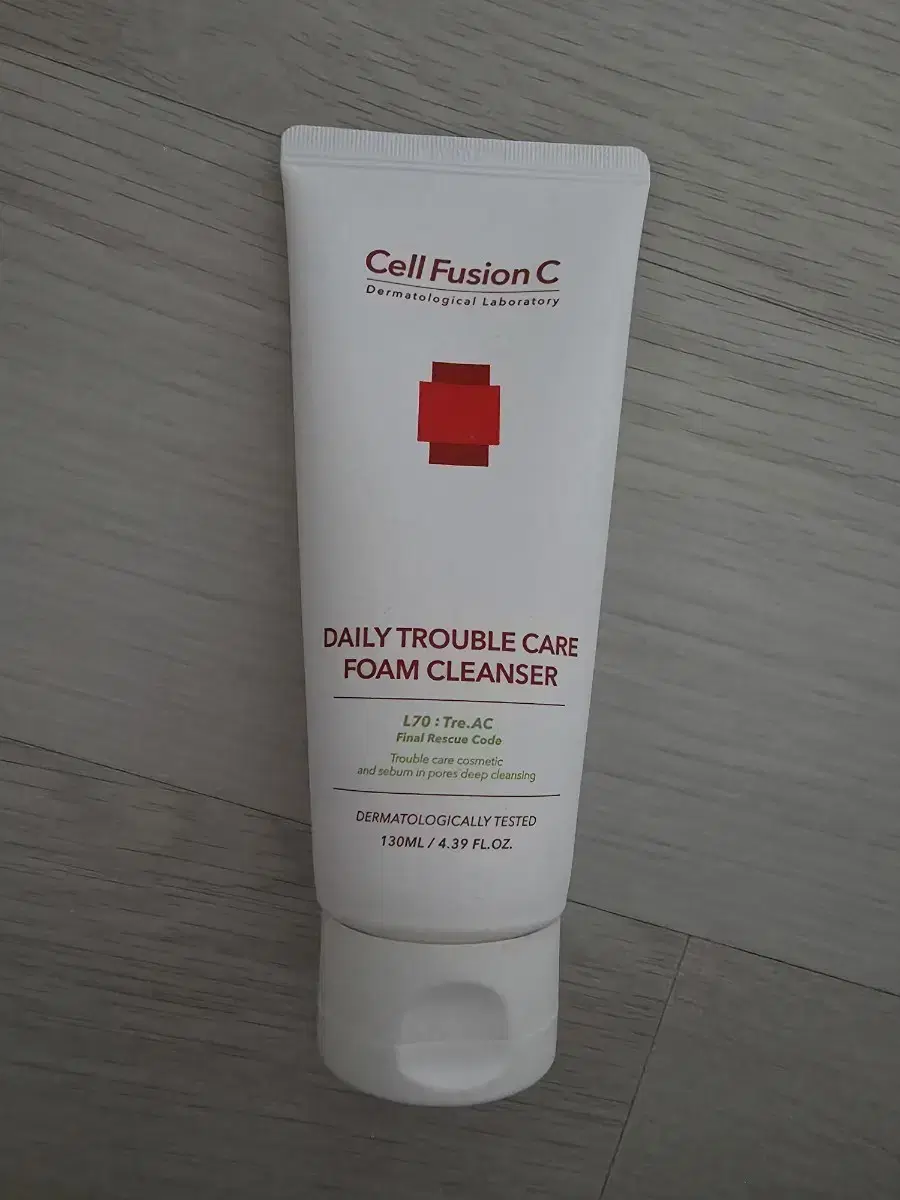 Cell Fusion C
Dermatological Laboratory
DAILY TROUBLE CARE
FOAM CLEANSER
L70 : Tre.AC
Final Rescue Code
Trouble care cosmetic
and sebum in pores deep cleansing
DERMATOLOGICALLY TESTED
130ML / 4.39 FL.OZ.